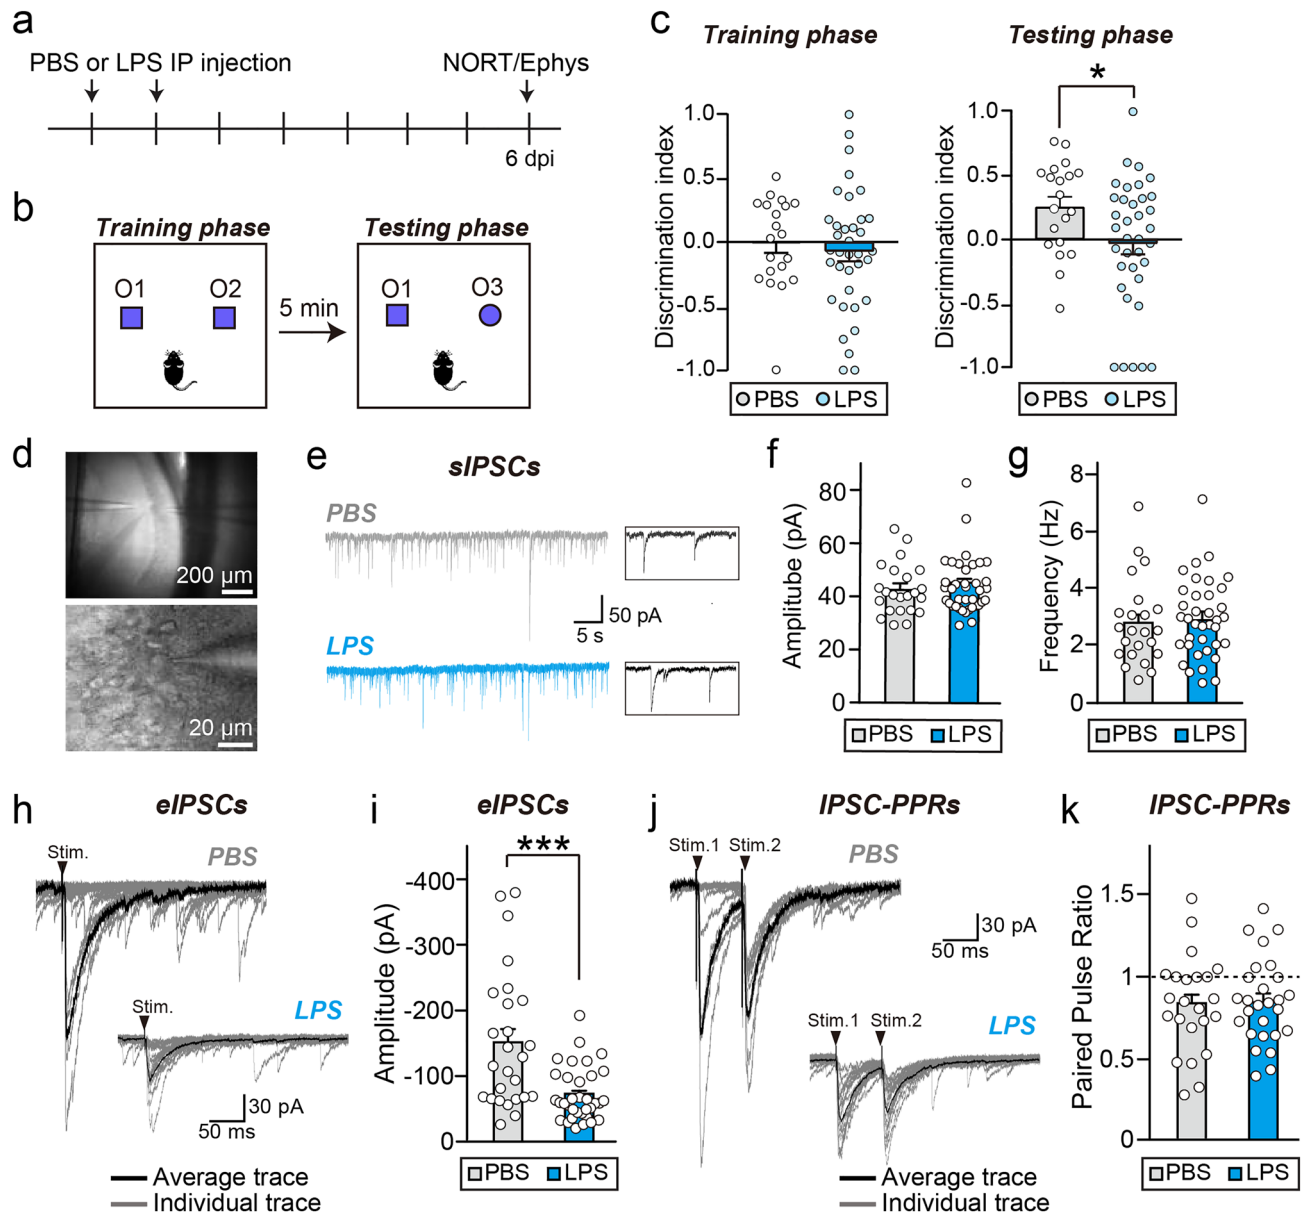 a
PBS or LPS IP injection
NORT/Ephys
6 dpi
b
Training phase
Testing phase
O1
O2
5 min
O1
O3
c
Training phase
Discrimination index
1.0
0.5
0.0
-0.5
-1.0
PBS
LPS
Testing phase
*
Discrimination index
1.0
0.5
0.0
-0.5
-1.0
PBS
LPS
d
200 µm
20 µm
e
sIPSCs
PBS
50 pA
5 s
LPS
f
Amplitube (pA)
80
60
40
20
0
PBS
LPS
g
Frequency (Hz)
8
6
4
2
0
PBS
LPS
h
eIPSCs
Stim.
PBS
Stim.
LPS
30 pA
50 ms
Average trace
Individual trace
i
eIPSCs
***
Amplitude (pA)
-400
-300
-200
-100
0
PBS
LPS
j
IPSC-PPRs
Stim.1
Stim.2
PBS
30 pA
50 ms
Stim.1
Stim.2
LPS
Average trace
Individual trace
k
IPSC-PPRs
Paired Pulse Ratio
1.5
1
0.5
0
PBS
LPS